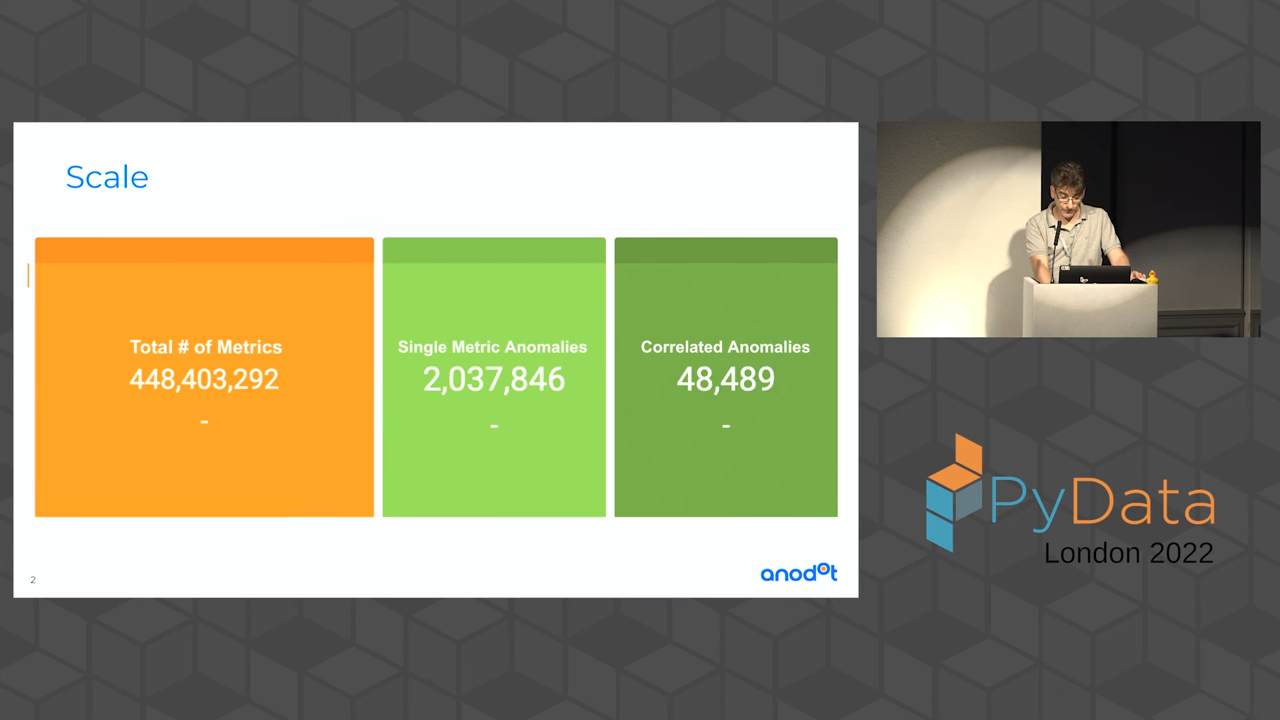 Scale
Total # of Metrics
448,403,292
-
Single Metric Anomalies
2,037,846
-
Correlated Anomalies
48,489
-
2
anodot
PyData
London 2022